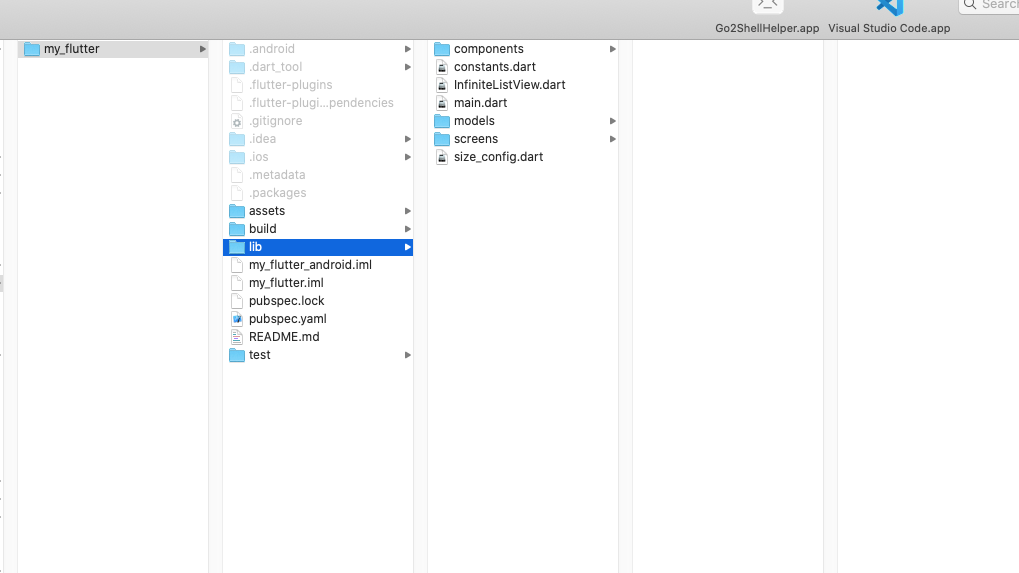 Search
Go2ShellHelper.app
Visual Studio Code.app
my_flutter
.android
.dart_tool
.flutter-plugins
.flutter-plugi...pendencies
.gitignore
.idea
.ios
.metadata
.packages
assets
build
lib
my_flutter_android.iml
my_flutter.iml
pubspec.lock
pubspec.yaml
README.md
test
components
constants.dart
InfiniteListView.dart
main.dart
models
screens
size_config.dart